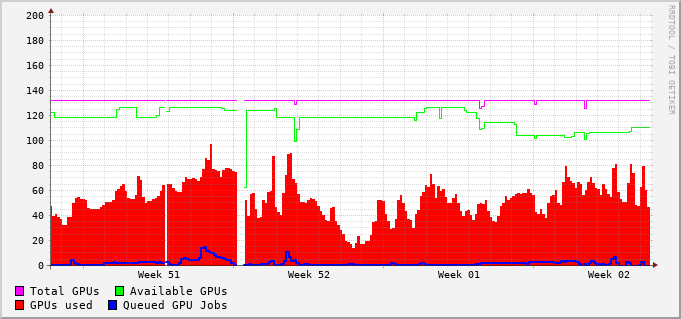 200
180
160
140
120
100
80
60
40
20
0
Week 51 Week 52 Week 01 Week 02
Total GPUs Available GPUs
GPUs used Queued GPU Jobs
RRDTOOL / TOBI OETIKER